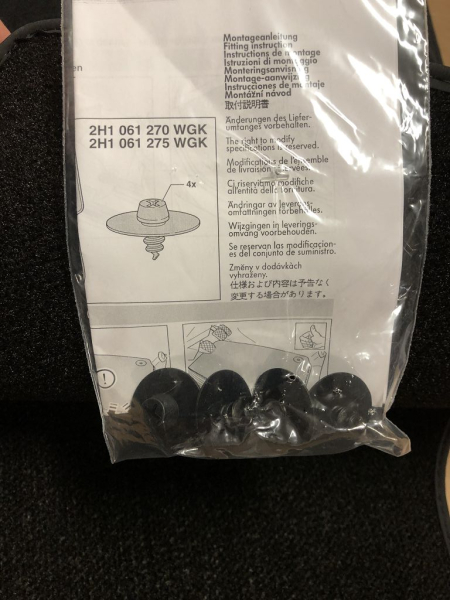 Montageanleitung
Fitting instruction
Instructions de montage
Istruzioni di montaggio
Monteringsanvisning
Montage-aanwijzing
Instrucciones de montaje
Montážní návod
取付説明書
en
2H1 061 270 WGK
2H1 061 275 WGK
4x
Änderungen des Liefer-
umfanges vorbehalten.
The right to modify
specifications is reserved.
Modifications de l'ensemble
de livraison réservées.
Ci riserviamo modifiche
all'entità della fornitura.
Ändringar av leverans-
omfattningen förbehålles.
Wijzigingen in leverings-
omvang voorbehouden.
Se reservan las modificacion-
es del conjunto de suministro.
Změny v dodávkách
vyhraženy.
仕様および内容は予告なく
変更する場合があります。
!